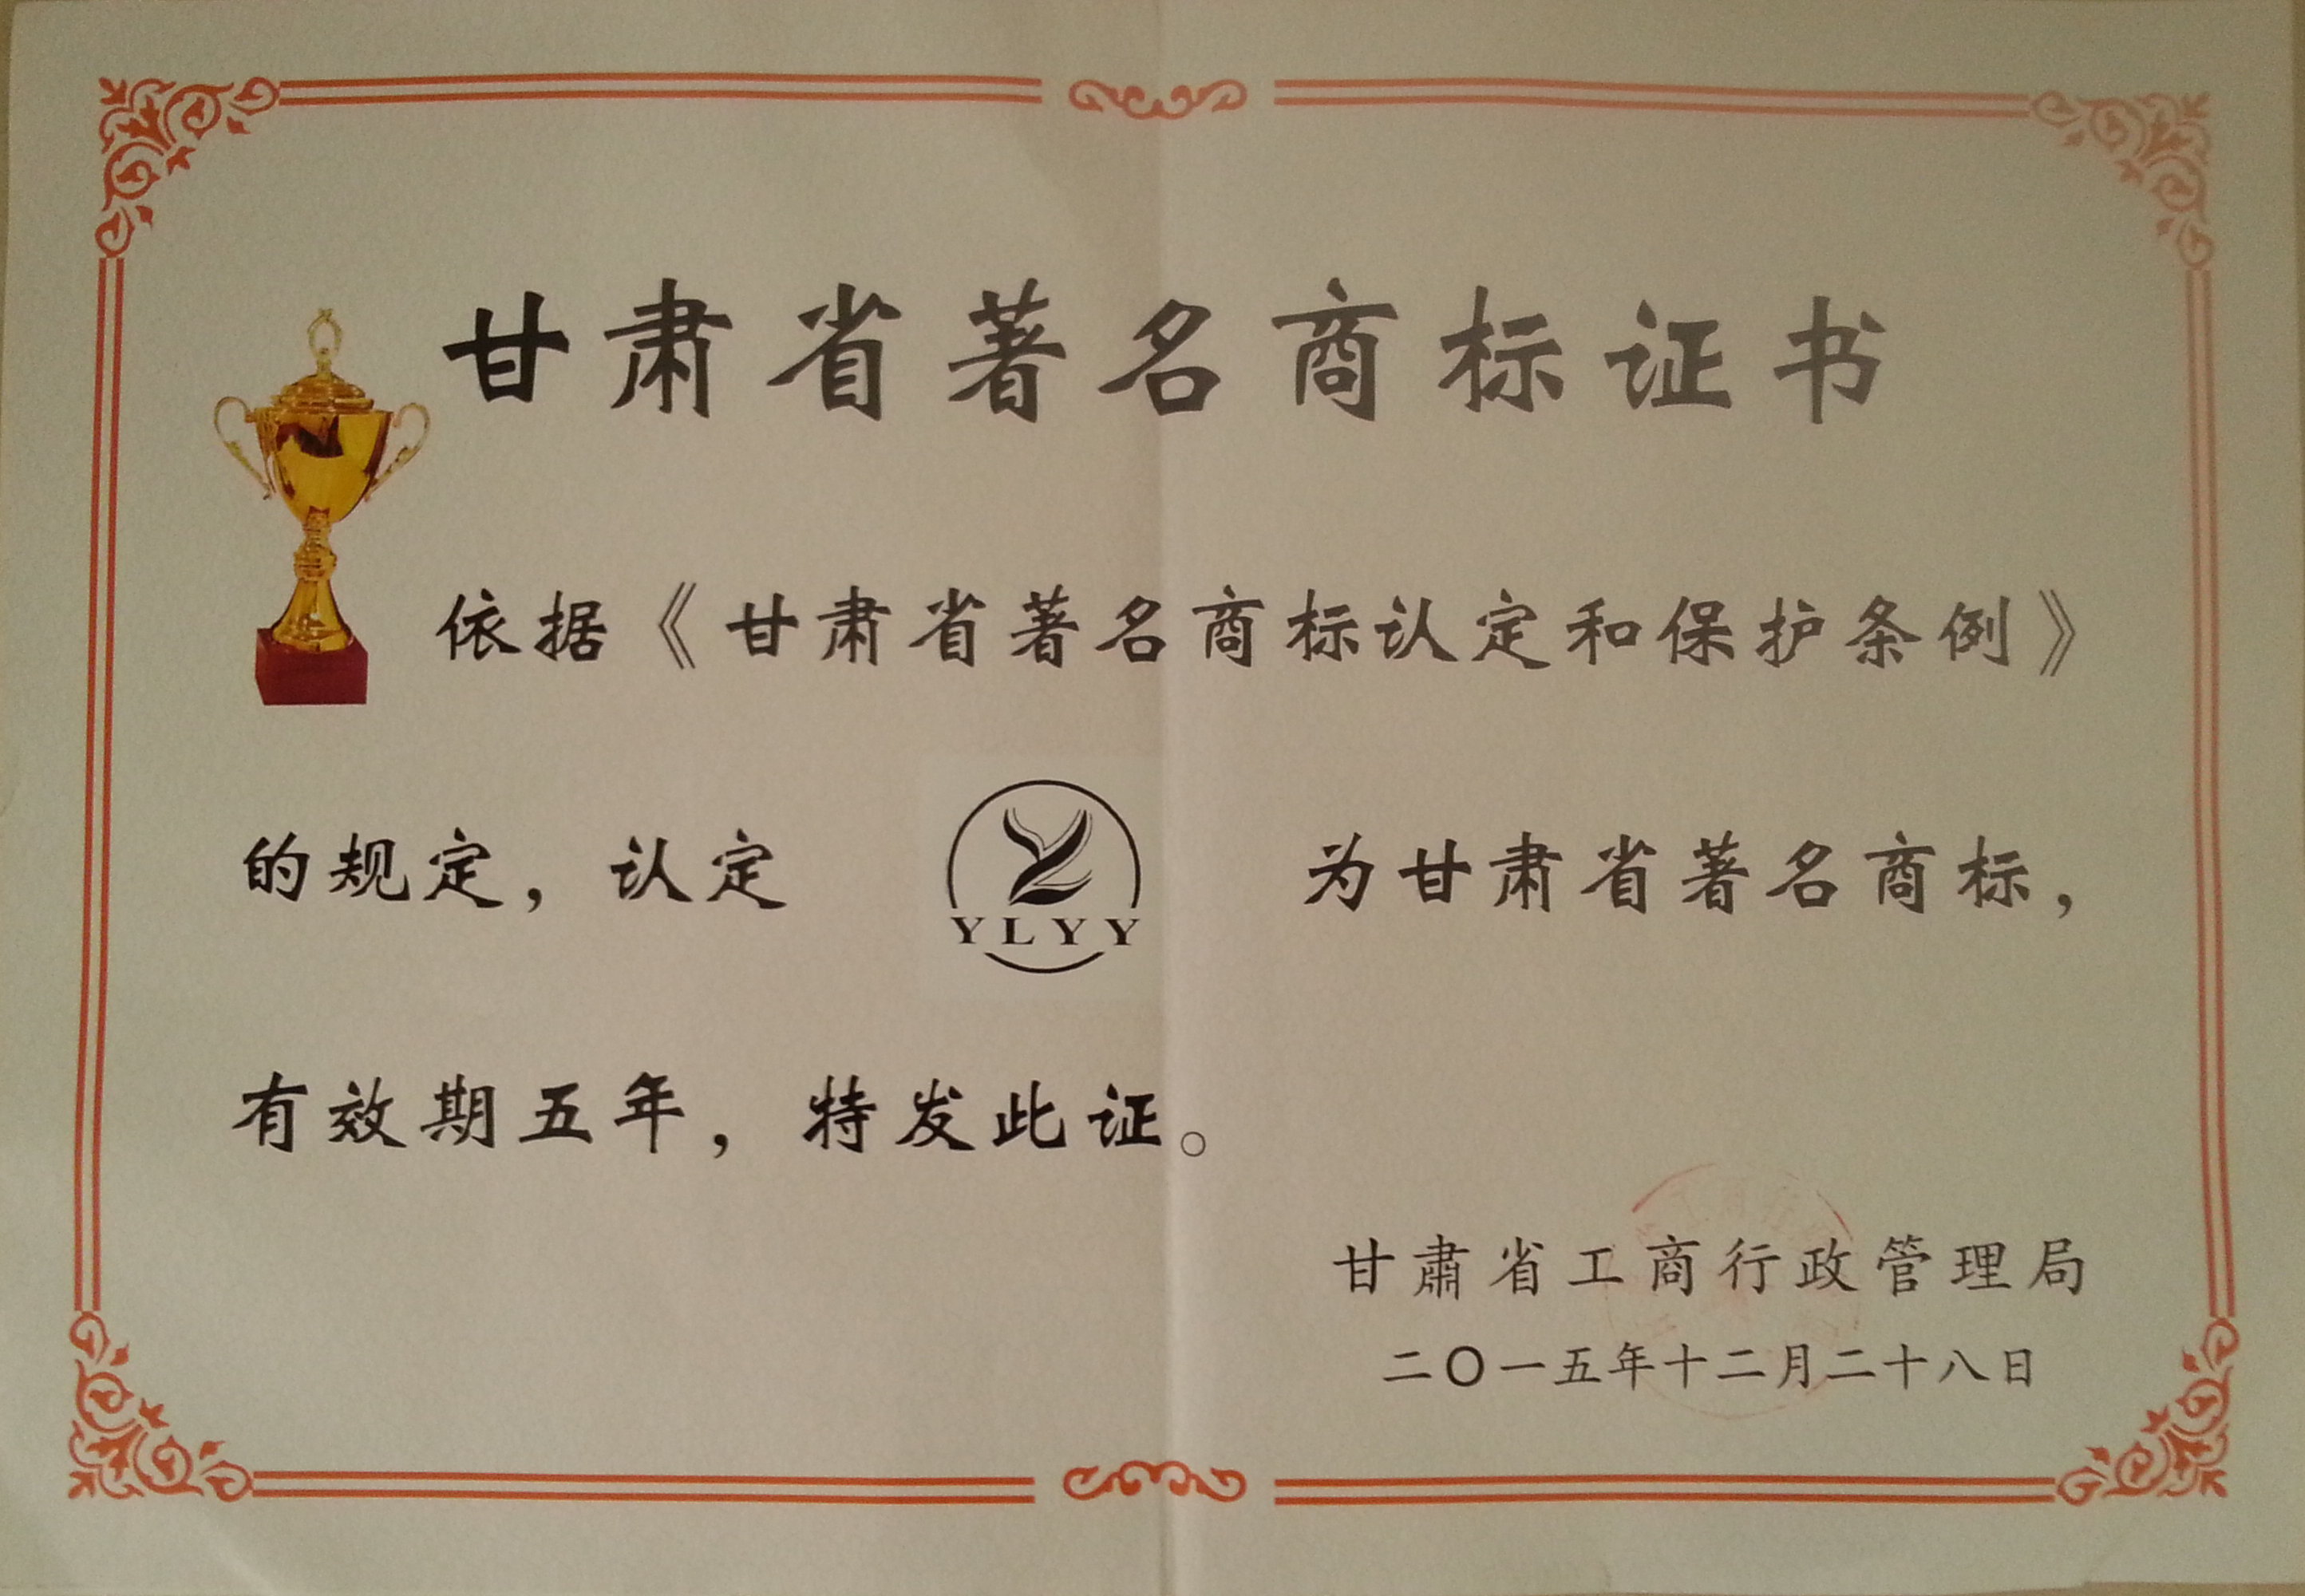 甘肃省著名商标证书
依据《甘肃省著名商标认定和保护条例》
的规定，认定 YLYY 为甘肃省著名商标，
有效期五年，特发此证。
甘肅省工商行政管理局
二〇一五年十二月二十八日